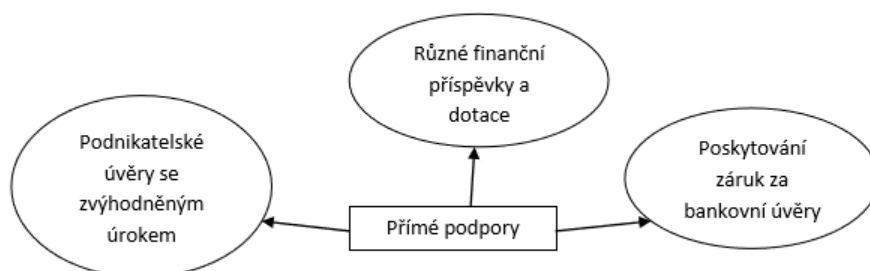 Různé finanční
příspěvky a
dotace
Podnikatelské
úvěry se
zvýhodněným
úrokem
Poskytování
záruk za
bankovní úvěry
Přímé podpory